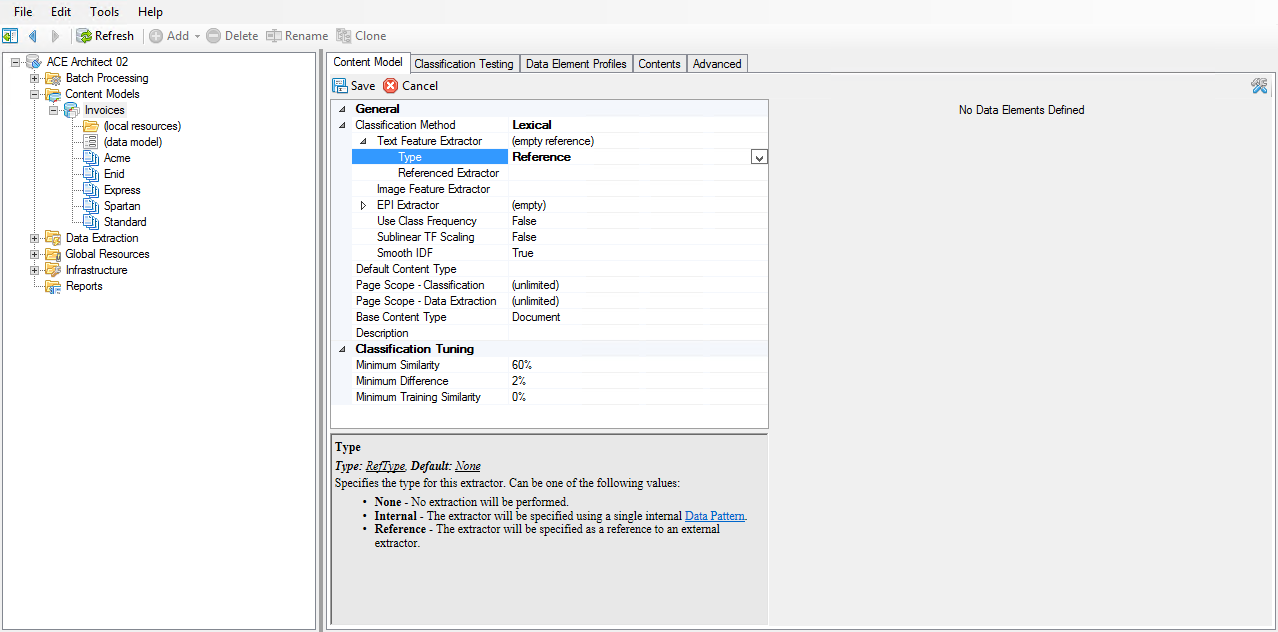 File Edit Tools Help
Refresh Add Delete Rename Clone
ACE Architect 02
Batch Processing
Content Models
Invoices
(local resources)
(data model)
Acme
Enid
Express
Spartan
Standard
Data Extraction
Global Resources
Infrastructure
Reports
Content Model Classification Testing Data Element Profiles Contents Advanced
Save Cancel
General
Classification Method Lexical
Text Feature Extractor (empty reference)
Type Reference
Referenced Extractor
Image Feature Extractor
EPI Extractor (empty)
Use Class Frequency False
Sublinear TF Scaling False
Smooth IDF True
Default Content Type
Page Scope - Classification (unlimited)
Page Scope - Data Extraction (unlimited)
Base Content Type Document
Description
Classification Tuning
Minimum Similarity 60%
Minimum Difference 2%
Minimum Training Similarity 0%
Type
Type: RefType, Default: None
Specifies the type for this extractor. Can be one of the following values:
• None - No extraction will be performed.
• Internal - The extractor will be specified using a single internal Data Pattern.
• Reference - The extractor will be specified as a reference to an external
extractor.
No Data Elements Defined